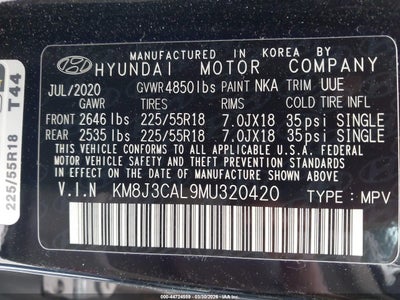 MANUFACTURED IN KOREA BY
HYUNDAI MOTOR COMPANY
JUL/2020 GVWR 4850lbs PAINT NKA TRIM UUE
GAWR TIRES RIMS COLD TIRE INFL
FRONT 2646 lbs 225/55R18 7.0JX18 35psi SINGLE
REAR 2535 lbs 225/55R18 7.0JX18 35psi SINGLE
THIS VEHICLE CONFORMS TO ALL APPLICABLE U.S.A. FEDERAL
MOTOR VEHICLE SAFETY, BUMPER, AND THEFT PREVENTION
STANDARDS IN EFFECT ON THE DATE OF MANUFACTURE SHOWN ABOVE.
V.I.N KM8J3CAL9MU320420 TYPE : MPV
225/55R18 T44